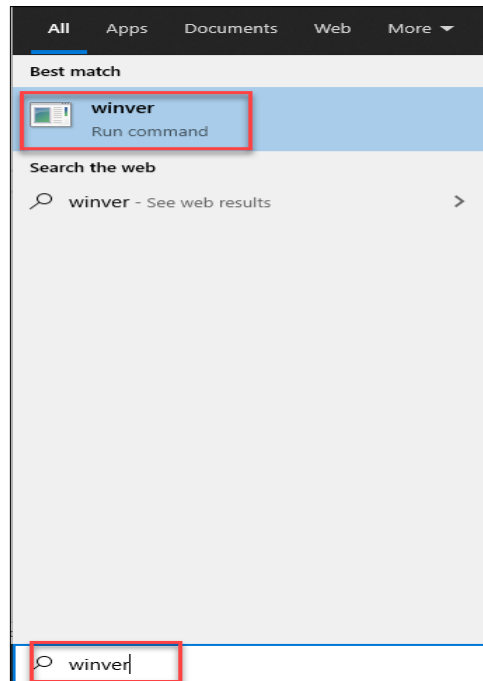 All Apps Documents Web More
Best match
winver
Run command
Search the web
winver - See web results
winver